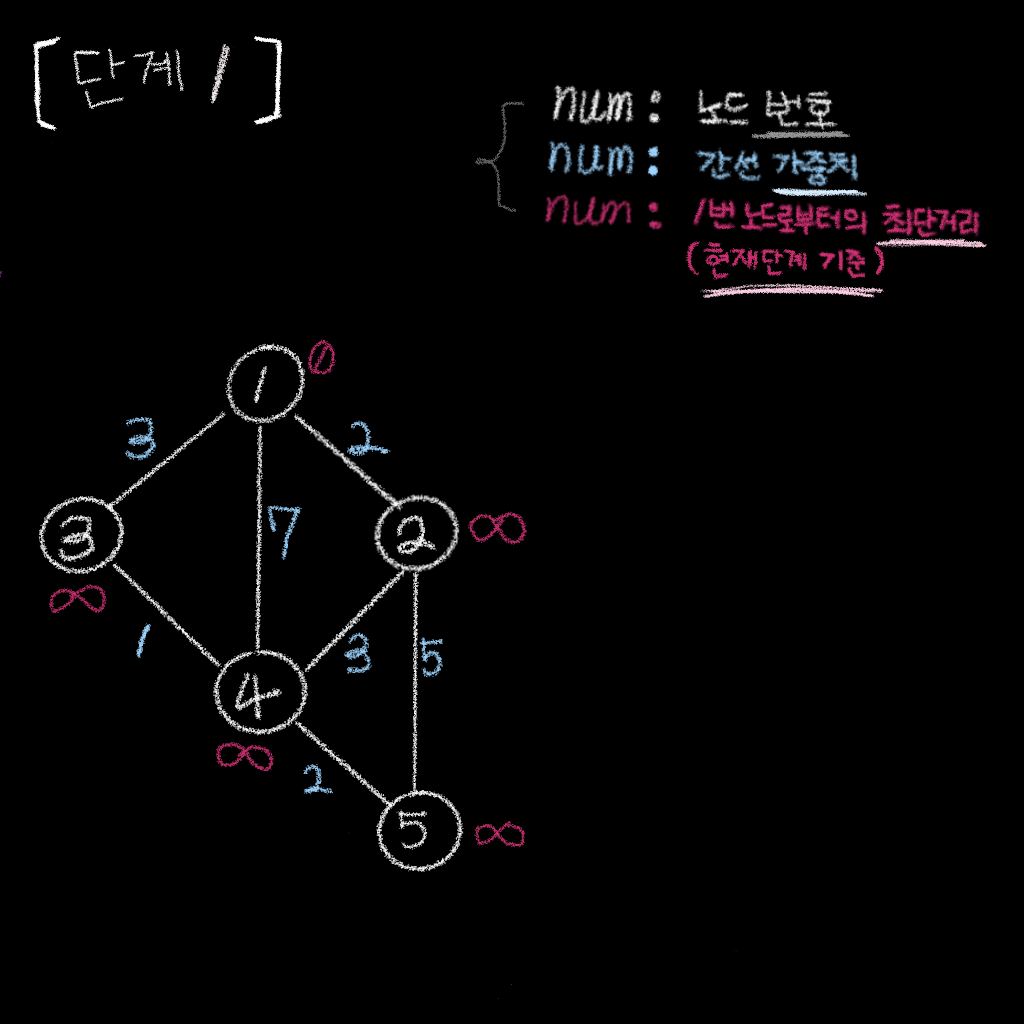 [단계 1]
num : 노드 번호
num : 간선 가중치
num : 1번 노드로부터의 최단거리
(현재단계 기준)
1 0
3 2
3 7 2 ∞
∞
1 3 5
4
∞ 2
5 ∞